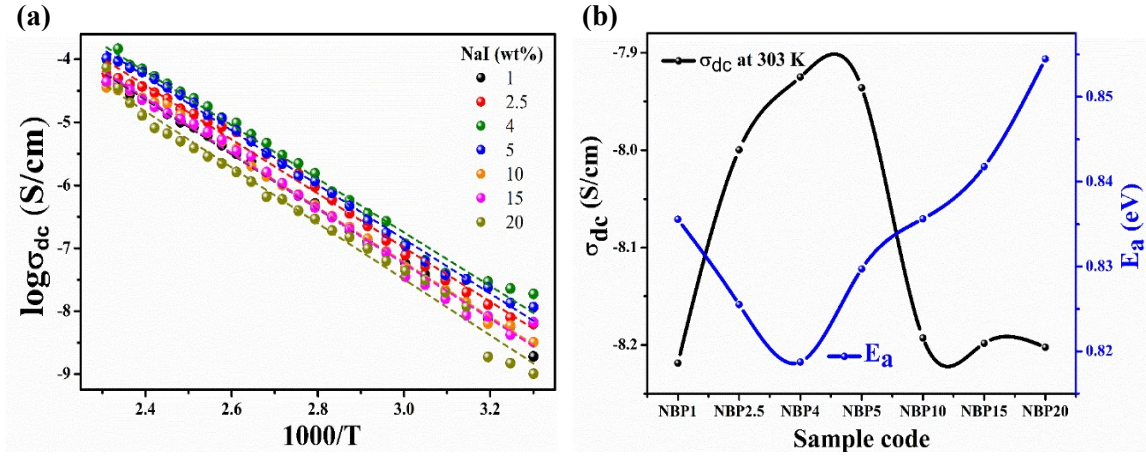 (a)
(b)
NaI (wt%)
1
2.5
4
5
10
15
20
-4
-5
-6
-7
-8
-9
logσdc (S/cm)
2.4 2.6 2.8 3.0 3.2
1000/T
σdc at 303 K
-7.9
-8.0
-8.1
-8.2
σdc (S/cm)
0.855
0.84
0.83
0.82
Ea (eV)
Ea
NBP1 NBP2.5 NBP4 NBP5 NBP10 NBP15 NBP20
Sample code